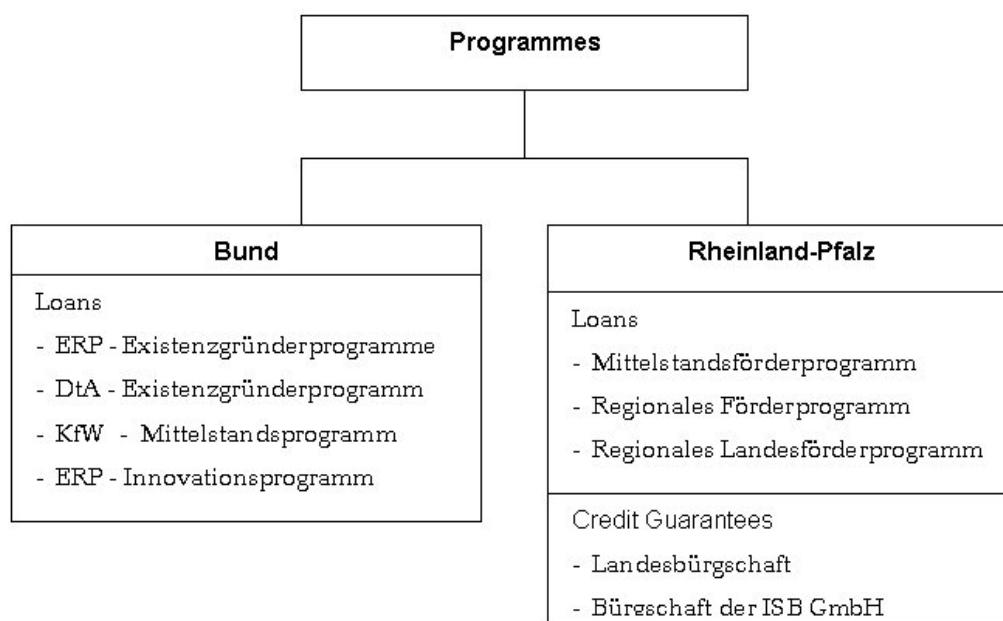 Programmes
Bund
Loans
- ERP - Existenzgründerprogramme
- DtA - Existenzgründerprogramm
- KfW - Mittelstandsprogramm
- ERP - Innovationsprogramm
Rheinland-Pfalz
Loans
- Mittelstandsförderprogramm
- Regionales Förderprogramm
- Regionales Landesförderprogramm
Credit Guarantees
- Landesbürgschaft
- Bürgschaft der ISB GmbH